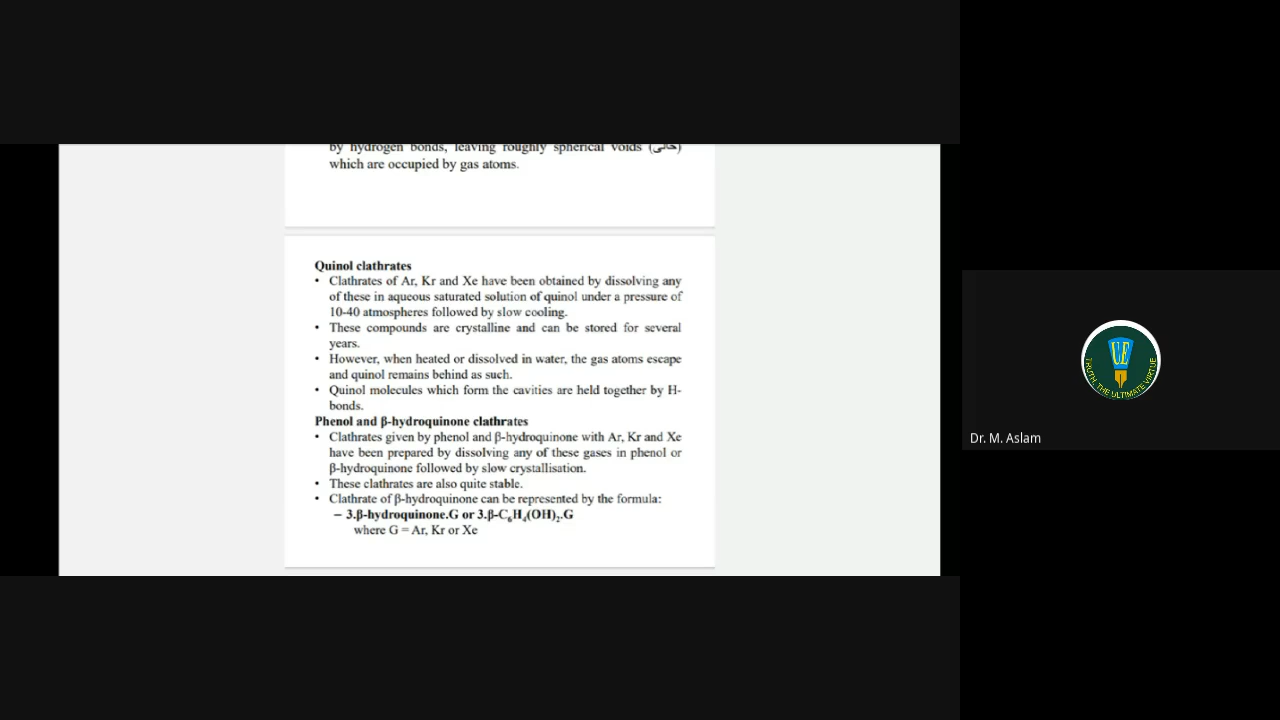 by hydrogen bonds, leaving roughly spherical voids (خالی)
which are occupied by gas atoms.
Quinol clathrates
• Clathrates of Ar, Kr and Xe have been obtained by dissolving any
of these in aqueous saturated solution of quinol under a pressure of
10-40 atmospheres followed by slow cooling.
• These compounds are crystalline and can be stored for several
years.
• However, when heated or dissolved in water, the gas atoms escape
and quinol remains behind as such.
• Quinol molecules which form the cavities are held together by H-
bonds.
Phenol and β-hydroquinone clathrates
• Clathrates given by phenol and β-hydroquinone with Ar, Kr and Xe
have been prepared by dissolving any of these gases in phenol or
β-hydroquinone followed by slow crystallisation.
• These clathrates are also quite stable.
• Clathrate of β-hydroquinone can be represented by the formula:
– 3.β-hydroquinone.G or 3.β-C₆H₄(OH)₂.G
where G = Ar, Kr or Xe
UE
TRUTH, THE ULTIMATE VIRTUE
Dr. M. Aslam